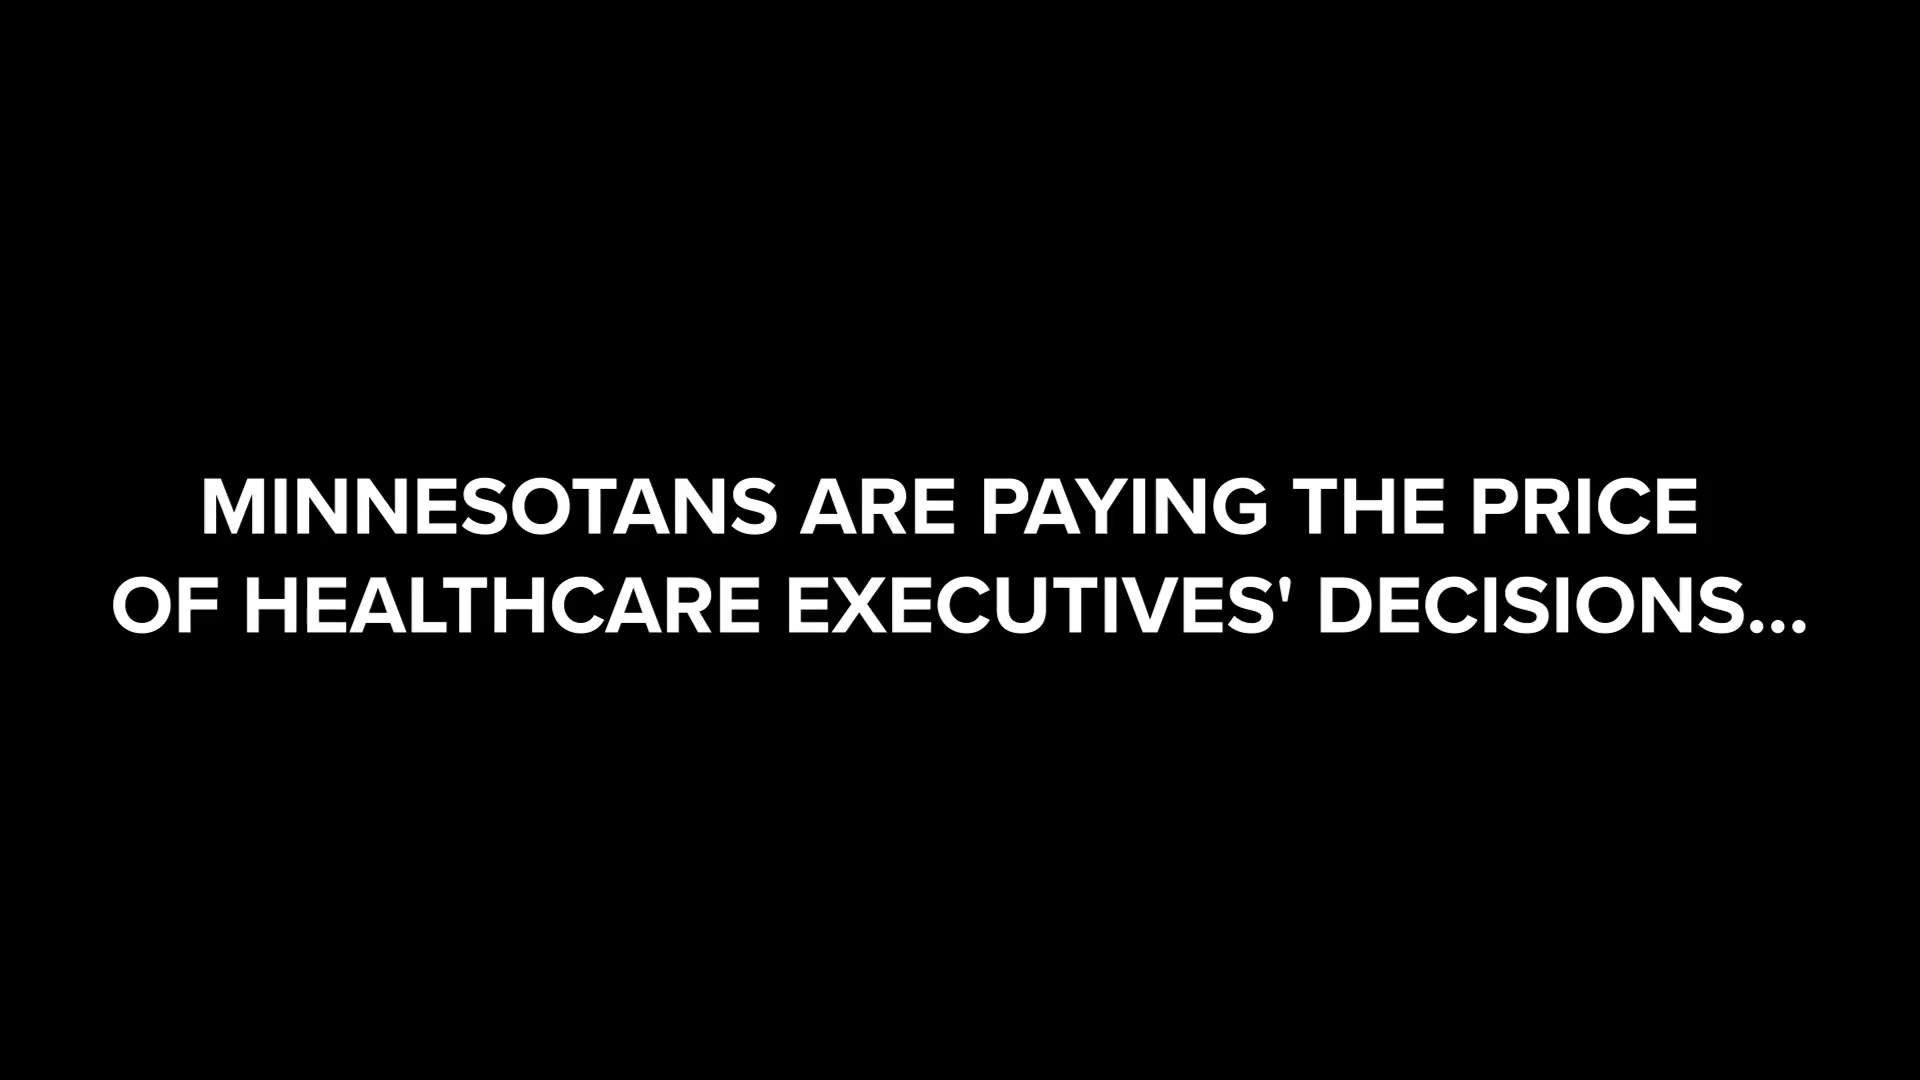 MINNESOTANS ARE PAYING THE PRICE
OF HEALTHCARE EXECUTIVES' DECISIONS...